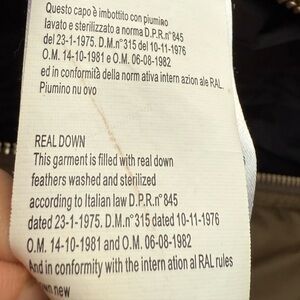 Questo capo è imbottito con piumino
lavato e sterilizzato a norma D.P.R.n°845
del 23-1-1975. D.M.n°315 del 10-11-1976
O.M. 14-10-1981 e O.M. 06-08-1982
ed in conformità della norm ativa intern azion ale RAL.
Piumino nu ovo
REAL DOWN
This garment is filled with real down
feathers washed and sterilized
according to Italian law D.P.R.n°845
dated 23-1-1975. D.M.n°315 dated 10-11-1976
O.M. 14-10-1981 and O.M. 06-08-1982
And in conformity with the intern ation al RAL rules
new